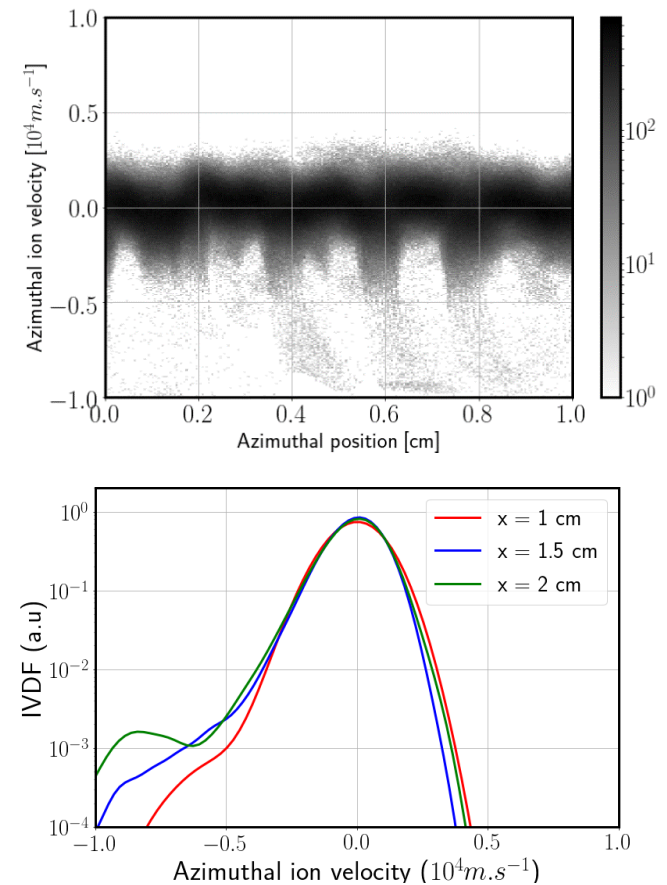 1.0
0.5
0.0
−0.5
−1.0
Azimuthal ion velocity [10⁴m.s⁻¹]
0.0 0.2 0.4 0.6 0.8 1.0
Azimuthal position [cm]
10²
10¹
10⁰
10⁰
10⁻¹
10⁻²
10⁻³
10⁻⁴
IVDF (a.u)
x = 1 cm
x = 1.5 cm
x = 2 cm
−1.0 −0.5 0.0 0.5 1.0
Azimuthal ion velocity (10⁴m.s⁻¹)